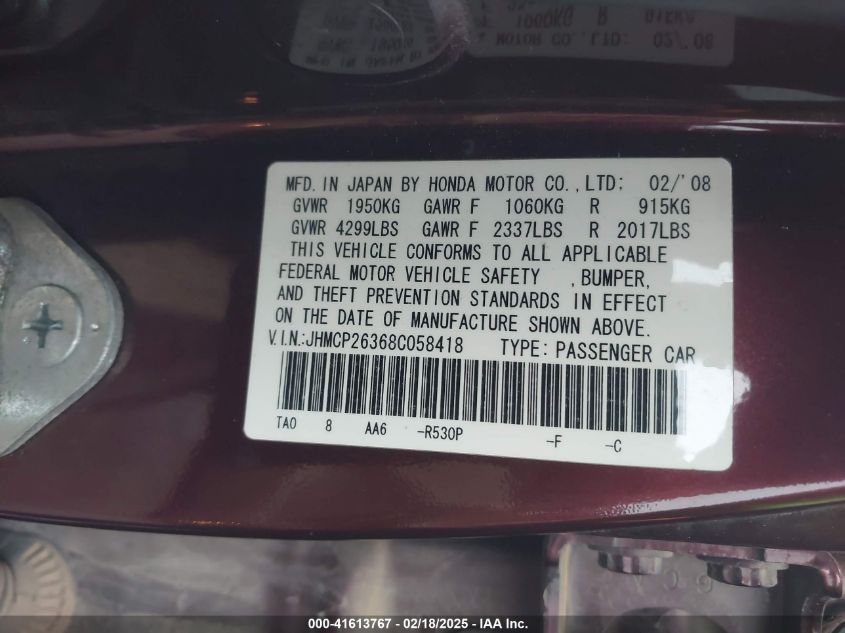 MFD. IN JAPAN BY HONDA MOTOR CO., LTD: 02/'08
GVWR 1950KG GAWR F 1060KG R 915KG
GVWR 4299LBS GAWR F 2337LBS R 2017LBS
THIS VEHICLE CONFORMS TO ALL APPLICABLE
FEDERAL MOTOR VEHICLE SAFETY , BUMPER,
AND THEFT PREVENTION STANDARDS IN EFFECT
ON THE DATE OF MANUFACTURE SHOWN ABOVE.
V.I.N.:JHMCP26368C058418 TYPE: PASSENGER CAR
TA0 8 AA6 -R530P -F -C
000-41613767 - 02/18/2025 - IAA Inc.